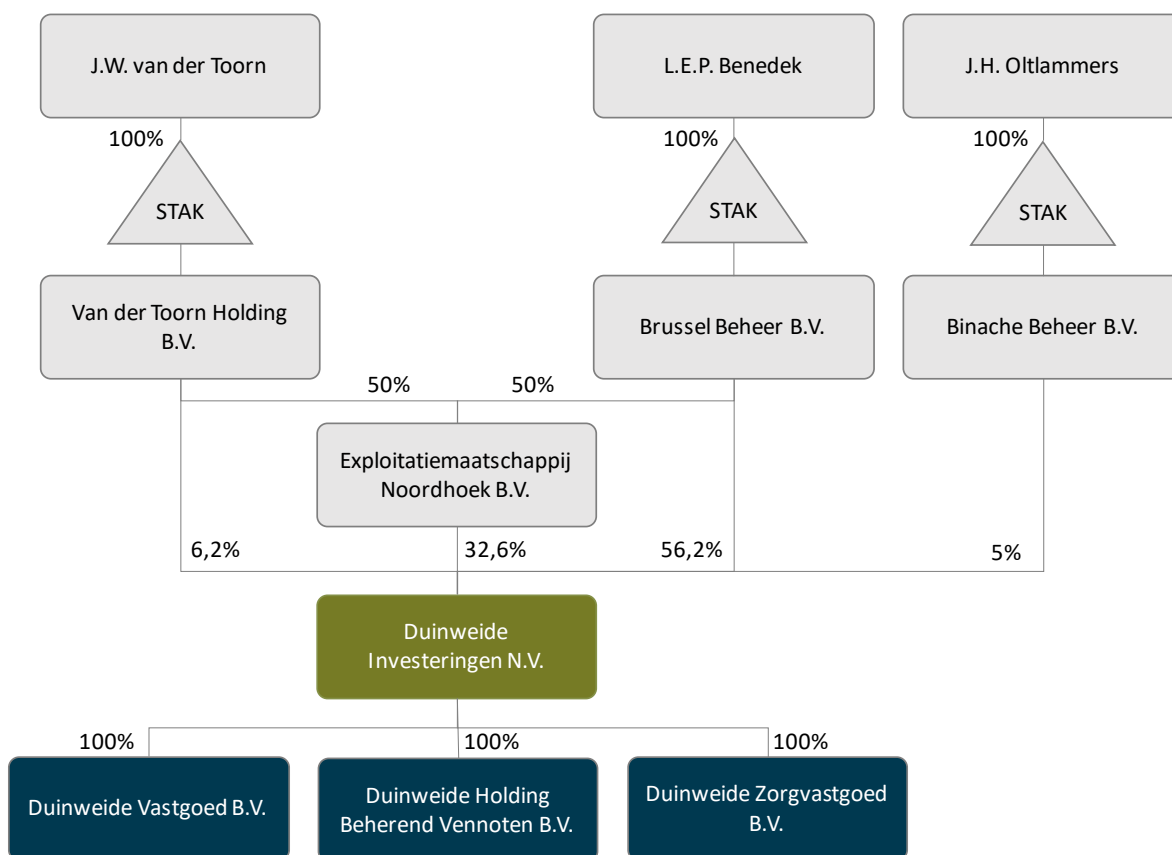 J.W. van der Toorn
L.E.P. Benedek
J.H. Oltlammers
100%
100%
100%
STAK
STAK
STAK
Van der Toorn Holding
B.V.
Brussel Beheer B.V.
Binache Beheer B.V.
50%
50%
Exploitatiemaatschappij
Noordhoek B.V.
6,2%
32,6%
56,2%
5%
Duinweide
Investeringen N.V.
100%
100%
100%
Duinweide Vastgoed B.V.
Duinweide Holding
Beherend Vennoten B.V.
Duinweide Zorgvastgoed
B.V.